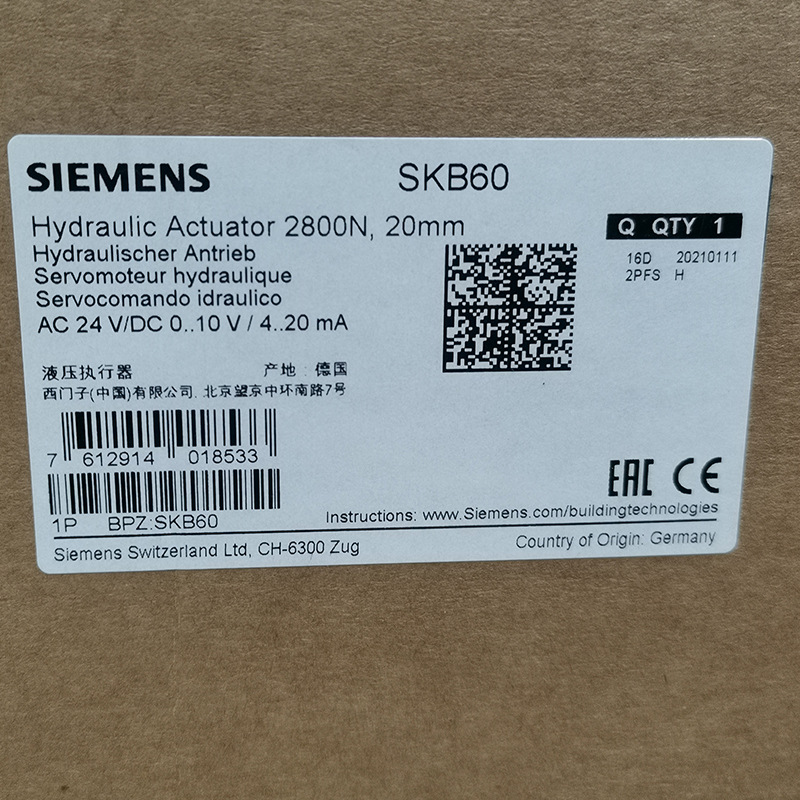 SIEMENS SKB60
Hydraulic Actuator 2800N, 20mm
Q QTY 1
Hydraulischer Antrieb
16D 20210111
Servomoteur hydraulique
2PFS H
Servocomando idraulico
AC 24 V/DC 0..10 V / 4..20 mA
液压执行器 产地: 德国
西门子(中国)有限公司, 北京望京中环南路7号
7 612914 018533
EAC CE
1P BPZ:SKB60
Instructions: www.Siemens.com/buildingtechnologies
Siemens Switzerland Ltd, CH-6300 Zug
Country of Origin: Germany